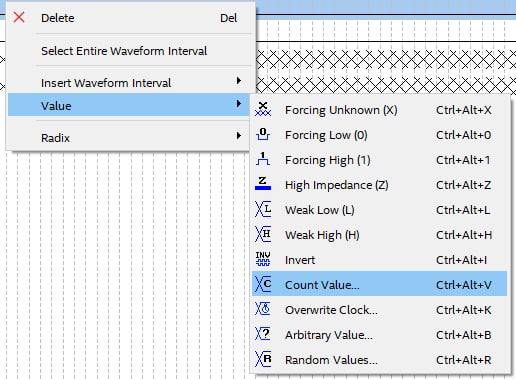 Delete Del
Select Entire Waveform Interval
Insert Waveform Interval
Value
Radix
X Forcing Unknown (X) Ctrl+Alt+X
0 Forcing Low (0) Ctrl+Alt+0
1 Forcing High (1) Ctrl+Alt+1
Z High Impedance (Z) Ctrl+Alt+Z
L Weak Low (L) Ctrl+Alt+L
H Weak High (H) Ctrl+Alt+H
INV Invert Ctrl+Alt+I
C Count Value... Ctrl+Alt+V
Overwrite Clock... Ctrl+Alt+K
? Arbitrary Value... Ctrl+Alt+B
R Random Values... Ctrl+Alt+R